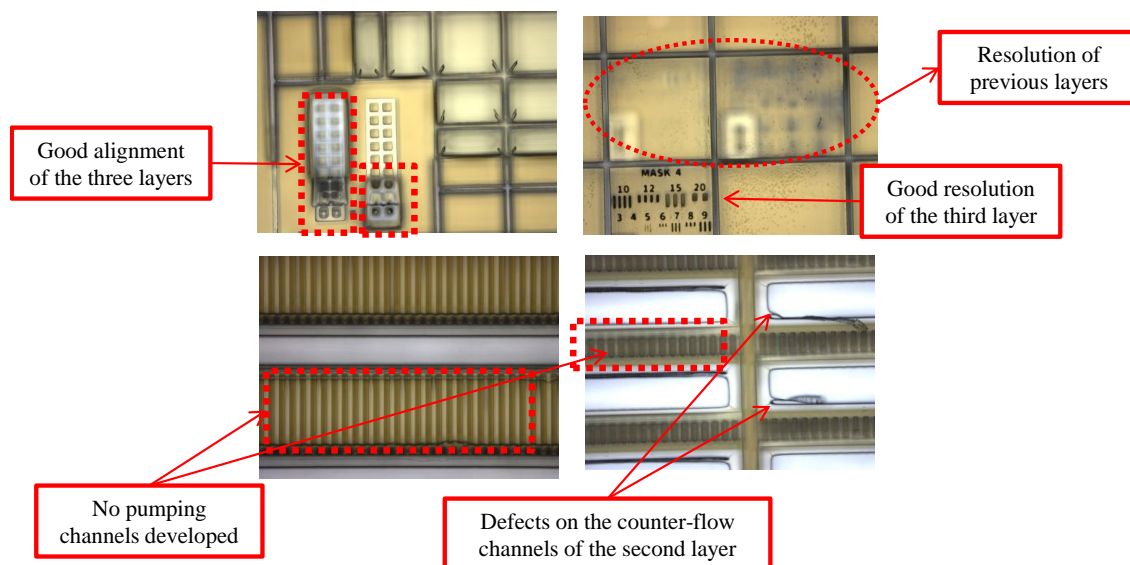 Good alignment
of the three layers
Resolution of
previous layers
MASK 4
10 12 15 20
3 4 5 6 7 8 9
Good resolution
of the third layer
No pumping
channels developed
Defects on the counter-flow
channels of the second layer